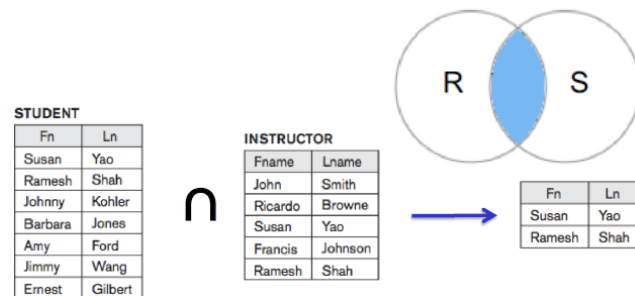 R S
STUDENT
Fn Ln
Susan Yao
Ramesh Shah
Johnny Kohler
Barbara Jones
Amy Ford
Jimmy Wang
Ernest Gilbert
∩
INSTRUCTOR
Fname Lname
John Smith
Ricardo Browne
Susan Yao
Francis Johnson
Ramesh Shah
Fn Ln
Susan Yao
Ramesh Shah